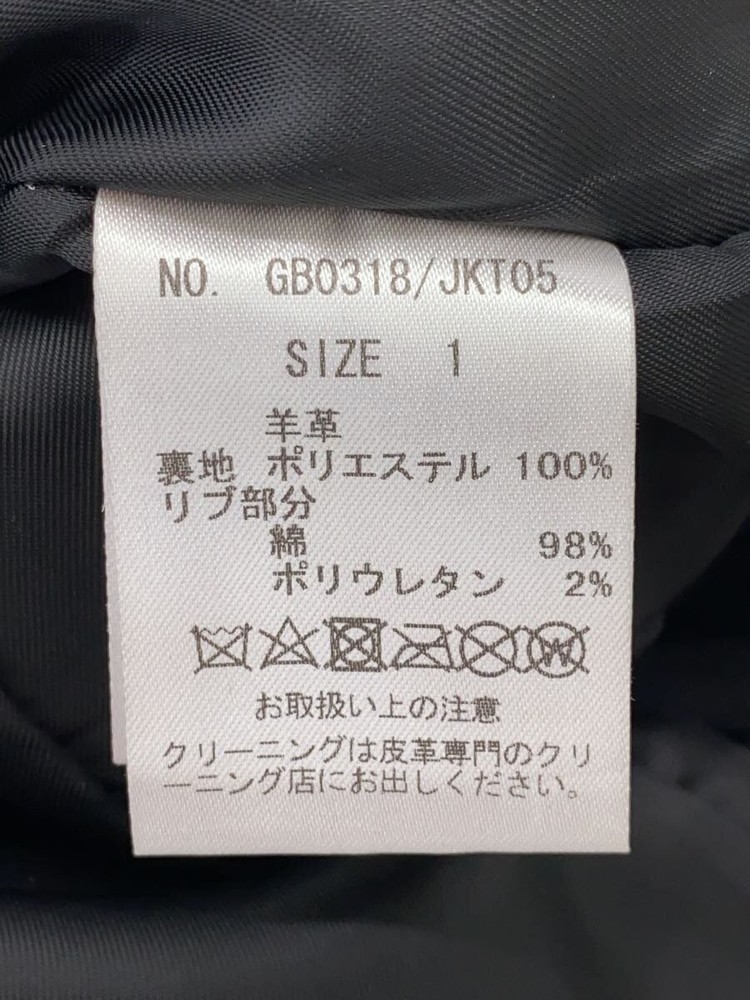 NO. GB0318/JKT05
SIZE 1
羊革
裏地 ポリエステル 100%
リブ部分
綿 98%
ポリウレタン 2%
W
お取扱い上の注意
クリーニングは皮革専門のクリ
ーニング店にお出しください。